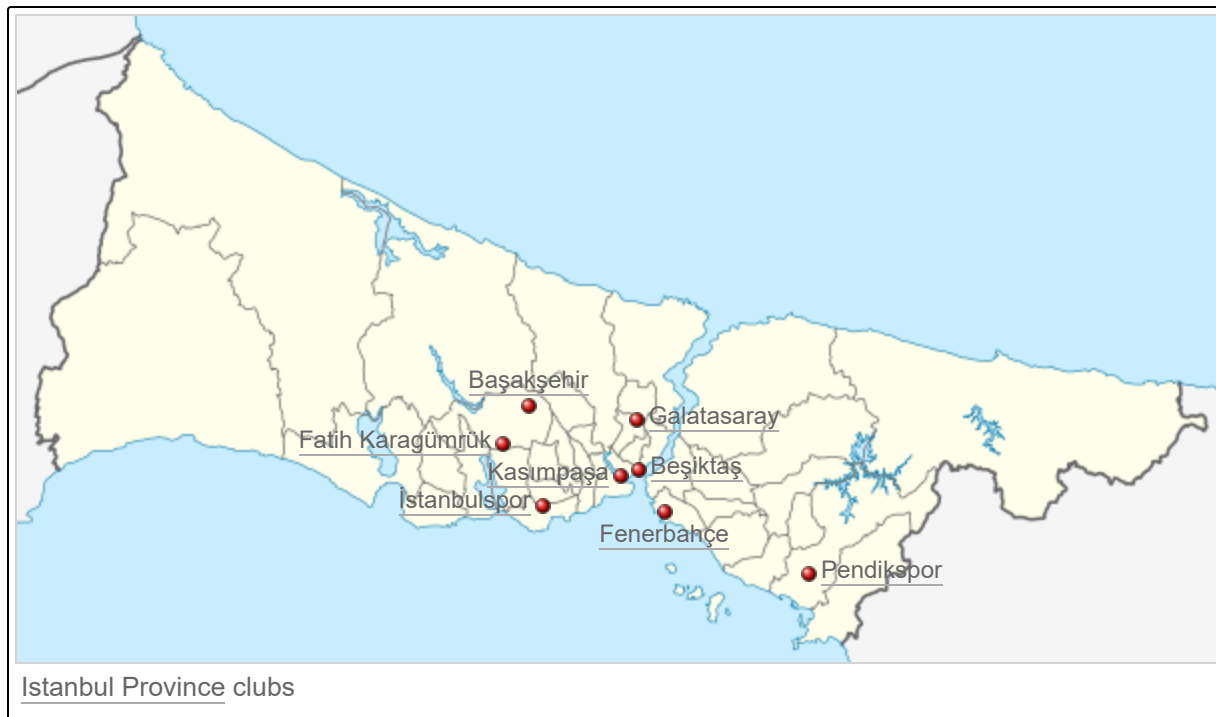 Başakşehir
Galatasaray
Fatih Karagümrük
Kasımpaşa
Beşiktaş
İstanbulspor
Fenerbahçe
Pendikspor
Istanbul Province clubs